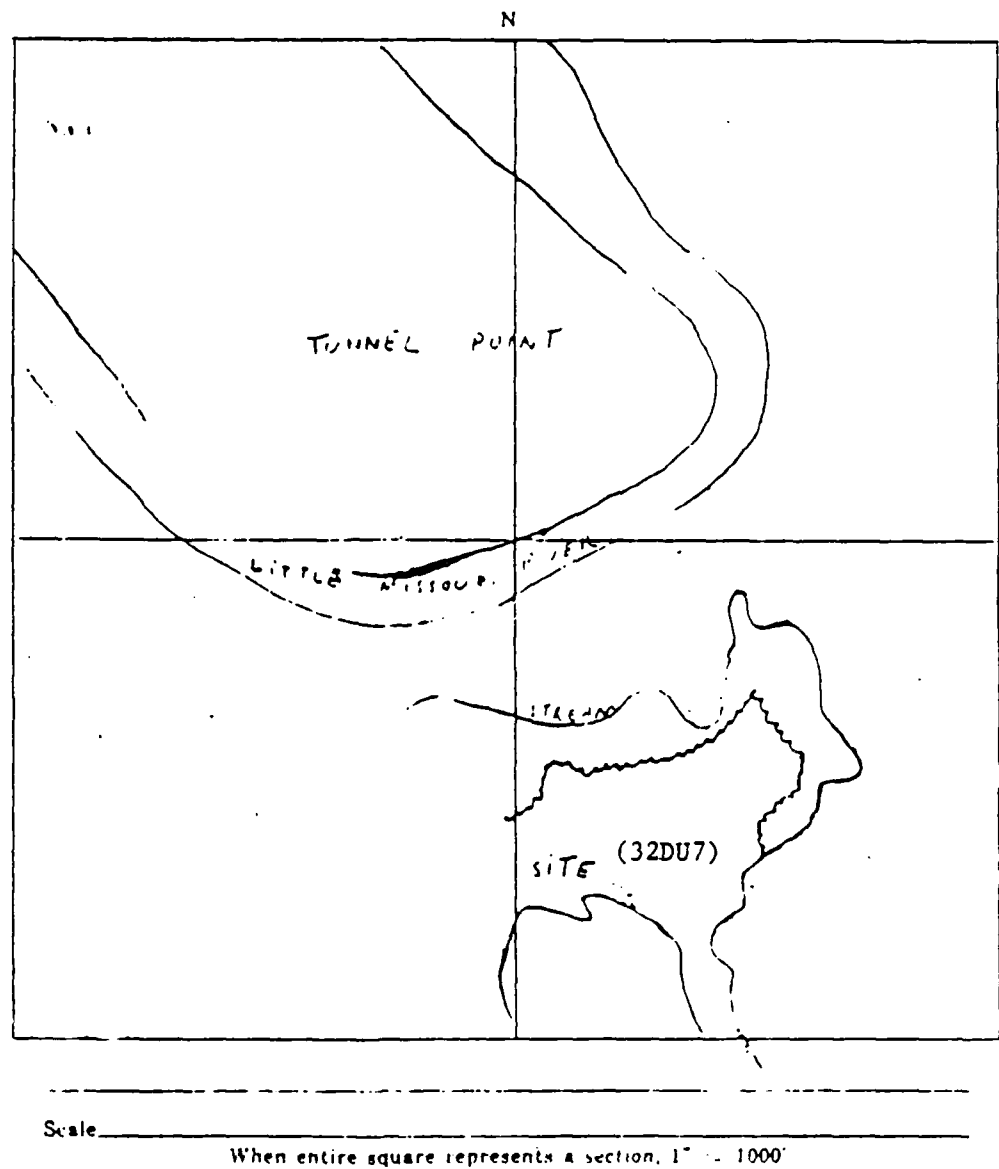 N
TUNNEL POINT
LITTLE MISSOURI RIVER
STREAM
SITE (32DU7)
Scale
When entire square represents a section, 1" = 1000'